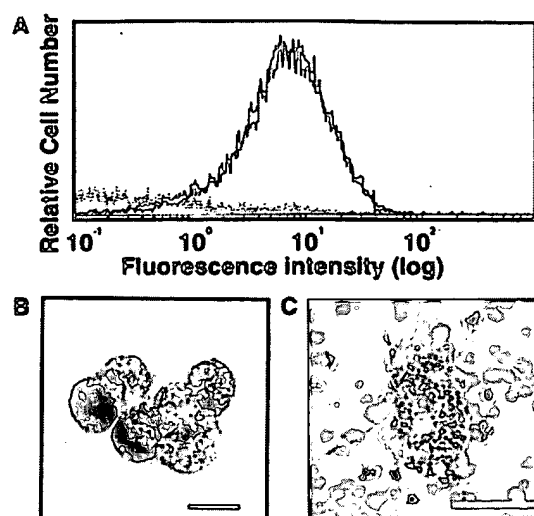 A
Relative Cell Number
10⁻¹ 10⁰ 10¹ 10²
Fluorescence intensity (log)
B
C